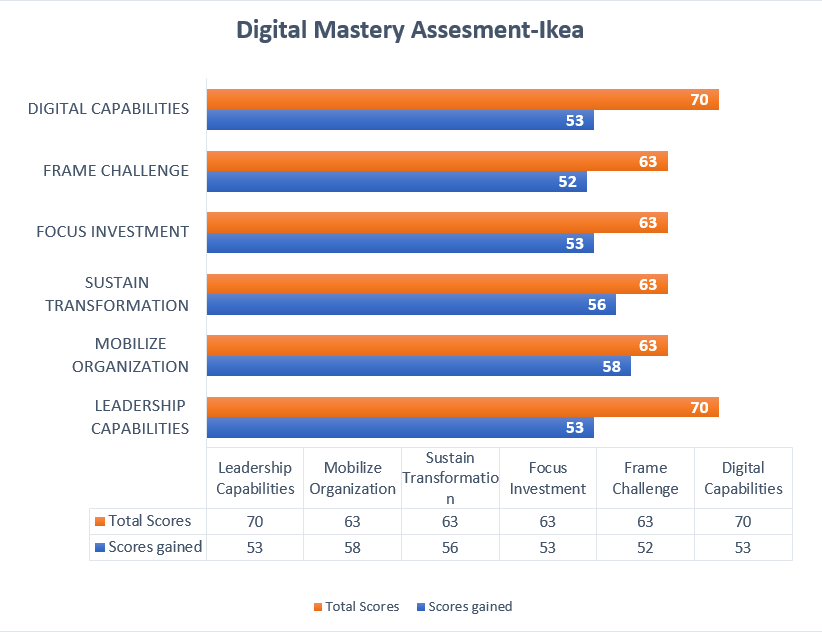 Digital Mastery Assesment-Ikea
DIGITAL CAPABILITIES
70
53
FRAME CHALLENGE
63
52
FOCUS INVESTMENT
63
53
SUSTAIN
TRANSFORMATION
63
56
MOBILIZE
ORGANIZATION
63
58
LEADERSHIP
CAPABILITIES
70
53
Leadership
Capabilities
Mobilize
Organization
Sustain
Transformatio
n
Focus
Investment
Frame
Challenge
Digital
Capabilities
Total Scores 70 63 63 63 63 70
Scores gained 53 58 56 53 52 53
Total Scores Scores gained